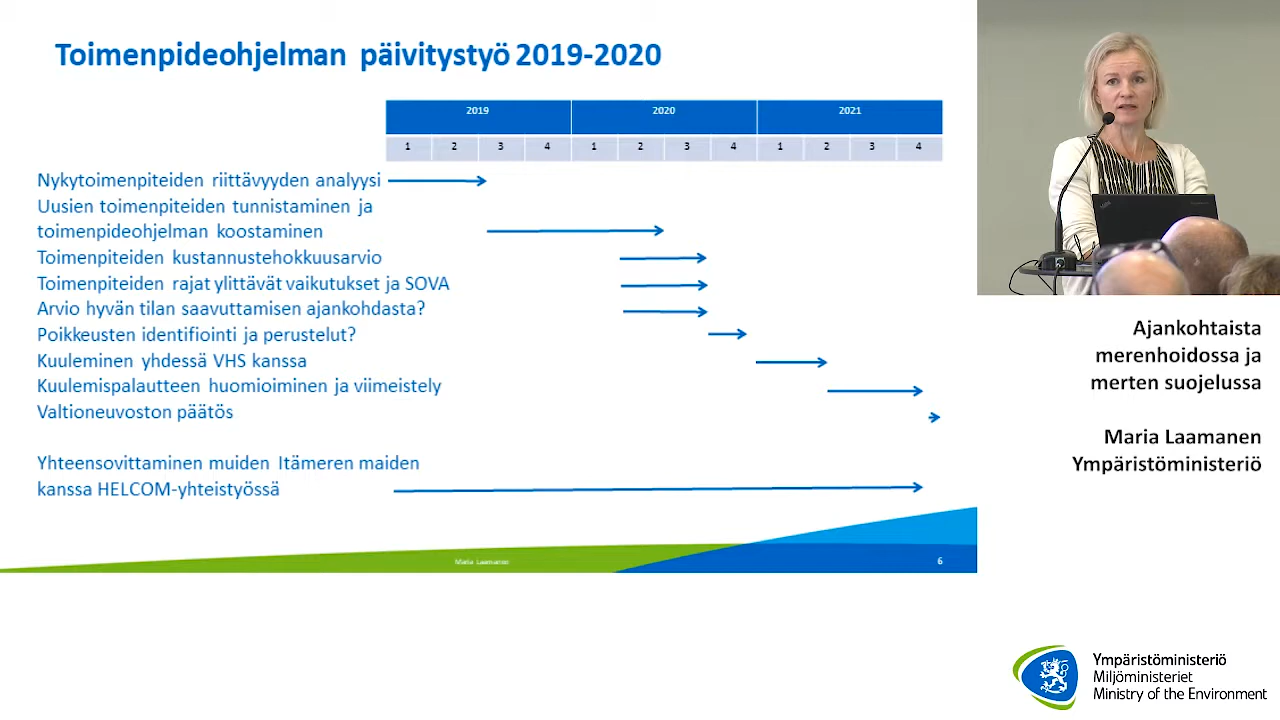 Toimenpideohjelman päivitystyö 2019-2020
2019 2020 2021
1 2 3 4 1 2 3 4 1 2 3 4
Nykytoimenpiteiden riittävyyden analyysi
Uusien toimenpiteiden tunnistaminen ja
toimenpideohjelman koostaminen
Toimenpiteiden kustannustehokkuusarvio
Toimenpiteiden rajat ylittävät vaikutukset ja SOVA
Arvio hyvän tilan saavuttamisen ajankohdasta?
Poikkeusten identifiointi ja perustelut?
Kuuleminen yhdessä VHS kanssa
Kuulemispalautteen huomioiminen ja viimeistely
Valtioneuvoston päätös
Yhteensovittaminen muiden Itämeren maiden
kanssa HELCOM-yhteistyössä
Maria Laamanen
6
Ajankohtaista
merenhoidossa ja
merten suojelussa
Maria Laamanen
Ympäristöministeriö
Ympäristöministeriö
Miljöministeriet
Ministry of the Environment